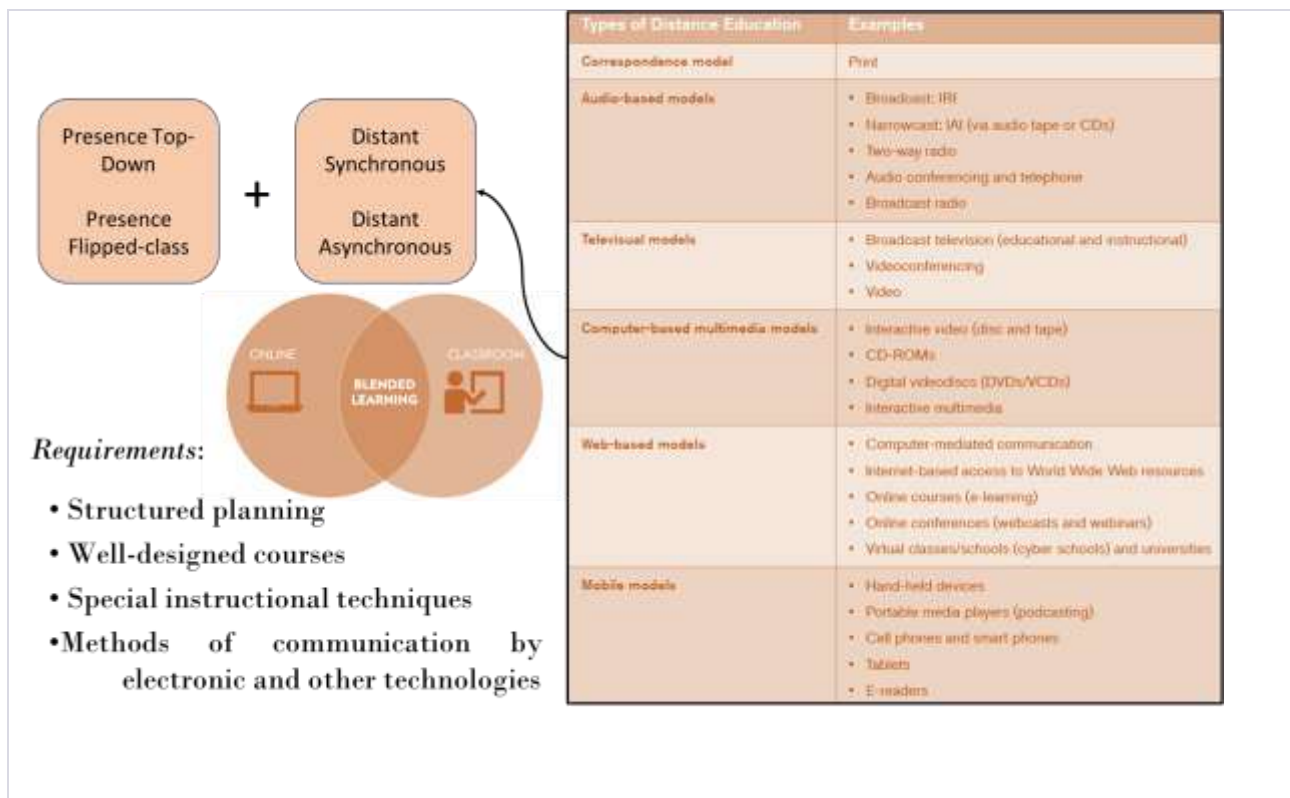 Presence Top-
Down
Presence
Flipped-class
+
Distant
Synchronous
Distant
Asynchronous
ONLINE
CLASSROOM
BLENDED
LEARNING
Requirements:
• Structured planning
• Well-designed courses
• Special instructional techniques
•Methods of communication by
electronic and other technologies
Types of Distance Education Examples
Correspondence model Print
Audio-based models • Broadcast: IRI
• Narrowcast: IAI (via audio tape or CDs)
• Two-way radio
• Audio conferencing and telephone
• Broadcast radio
Televisual models • Broadcast television (educational and instructional)
• Videoconferencing
• Video
Computer-based multimedia models • Interactive video (disc and tape)
• CD-ROMs
• Digital videodiscs (DVDs/VCDs)
• Interactive multimedia
Web-based models • Computer-mediated communication
• Internet-based access to World Wide Web resources
• Online courses (e-learning)
• Online conferences (webcasts and webinars)
• Virtual classes/schools (cyber schools) and universities
Mobile models • Hand-held devices
• Portable media players (podcasting)
• Cell phones and smart phones
• Tablets
• E-readers